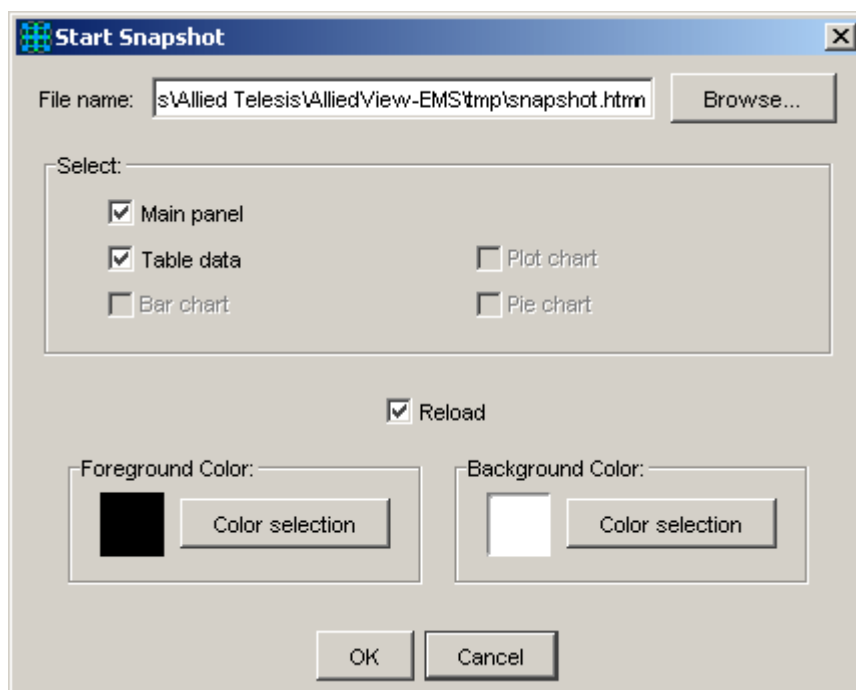 Start Snapshot
File name: s\Allied Telesis\AlliedView-EMS\tmp\snapshot.htm Browse...
Select:
Main panel
Table data Plot chart
Bar chart Pie chart
Reload
Foreground Color: Background Color:
Color selection Color selection
OK Cancel